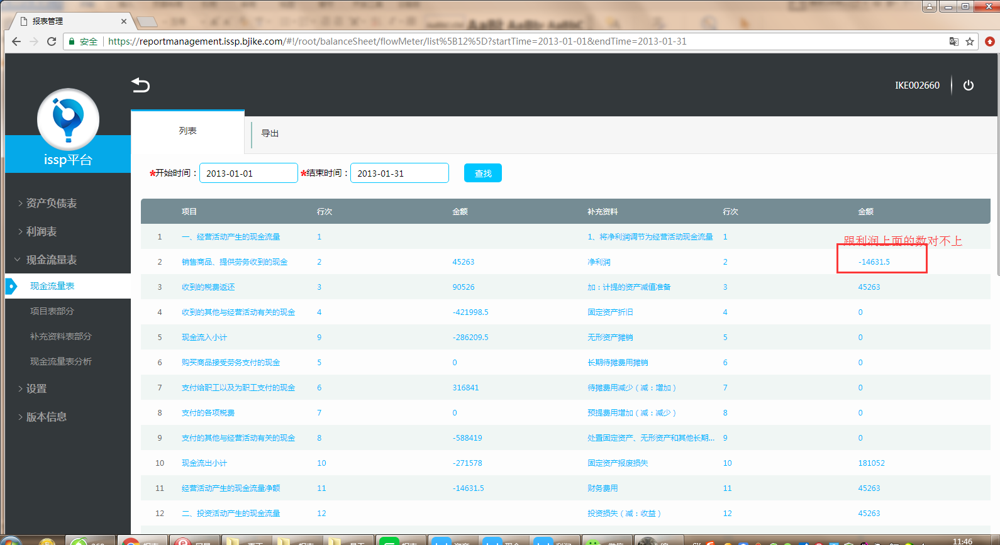 报表管理
安全 https://reportmanagement.issp.bjike.com/#!/root/balanceSheet/flowMeter/list%5B12%5D?startTime=2013-01-01&endTime=2013-01-31
IKE002660
issp平台
列表 导出
*开始时间： 2013-01-01 *结束时间： 2013-01-31 查找
资产负债表
利润表
现金流量表
现金流量表
项目表部分
补充资料表部分
现金流量表分析
设置
版本信息
项目 行次 金额 补充资料 行次 金额
1 一、经营活动产生的现金流量 1 1、将净利润调节为经营活动现金流量 1
跟利润上面的数对不上
2 销售商品、提供劳务收到的现金 2 45263 净利润 2 -14631.5
3 收到的税费返还 3 90526 加：计提的资产减值准备 3 45263
4 收到的其他与经营活动有关的现金 4 -421998.5 固定资产折旧 4 0
5 现金流入小计 9 -286209.5 无形资产摊销 5 0
6 购买商品接受劳务支付的现金 5 0 长期待摊费用摊销 6 0
7 支付给职工以及为职工支付的现金 6 316841 待摊费用减少（减：增加） 7 0
8 支付的各项税费 7 0 预提费用增加（减：减少） 8 0
9 支付的其他与经营活动有关的现金 8 -588419 处置固定资产、无形资产和其他长期... 9 0
10 现金流出小计 10 -271578 固定资产报废损失 10 181052
11 经营活动产生的现金流量净额 11 -14631.5 财务费用 11 45263
12 二、投资活动产生的现金流量 12 投资损失（减：收益） 12 45263
11:46